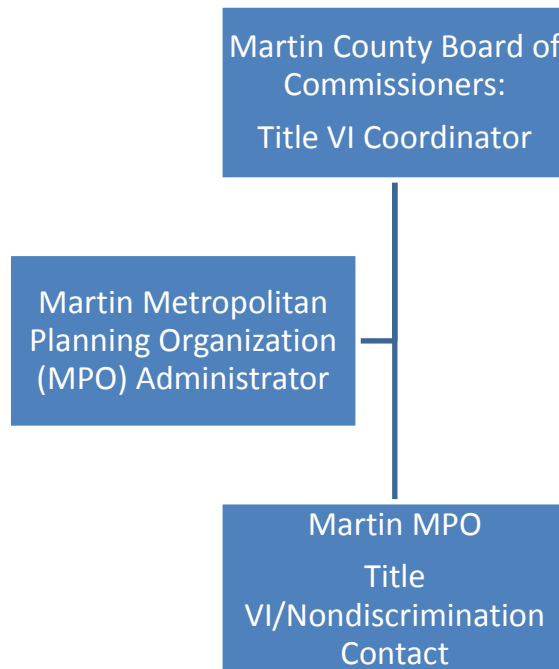 Martin County Board of
Commissioners:
Title VI Coordinator
Martin Metropolitan
Planning Organization
(MPO) Administrator
Martin MPO
Title
VI/Nondiscrimination
Contact